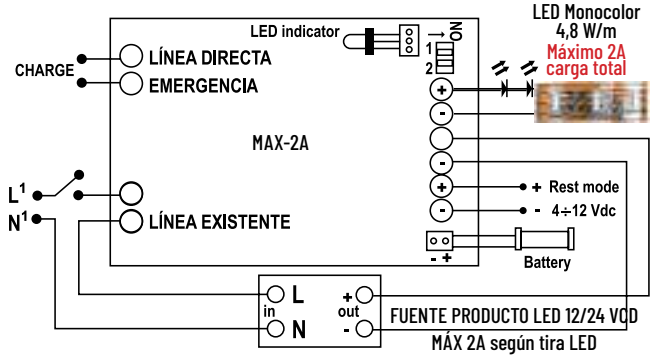 LED indicator
ON
1
2
LED Monocolor
4,8 W/m
Máximo 2A
carga total
CHARGE
LÍNEA DIRECTA
EMERGENCIA
+
-
MAX-2A
-
+
+ Rest mode
-
- 4÷12 Vdc
L¹
N¹
LÍNEA EXISTENTE
- +
Battery
L
N
in
out
+
-
FUENTE PRODUCTO LED 12/24 VCD
MÁX 2A según tira LED